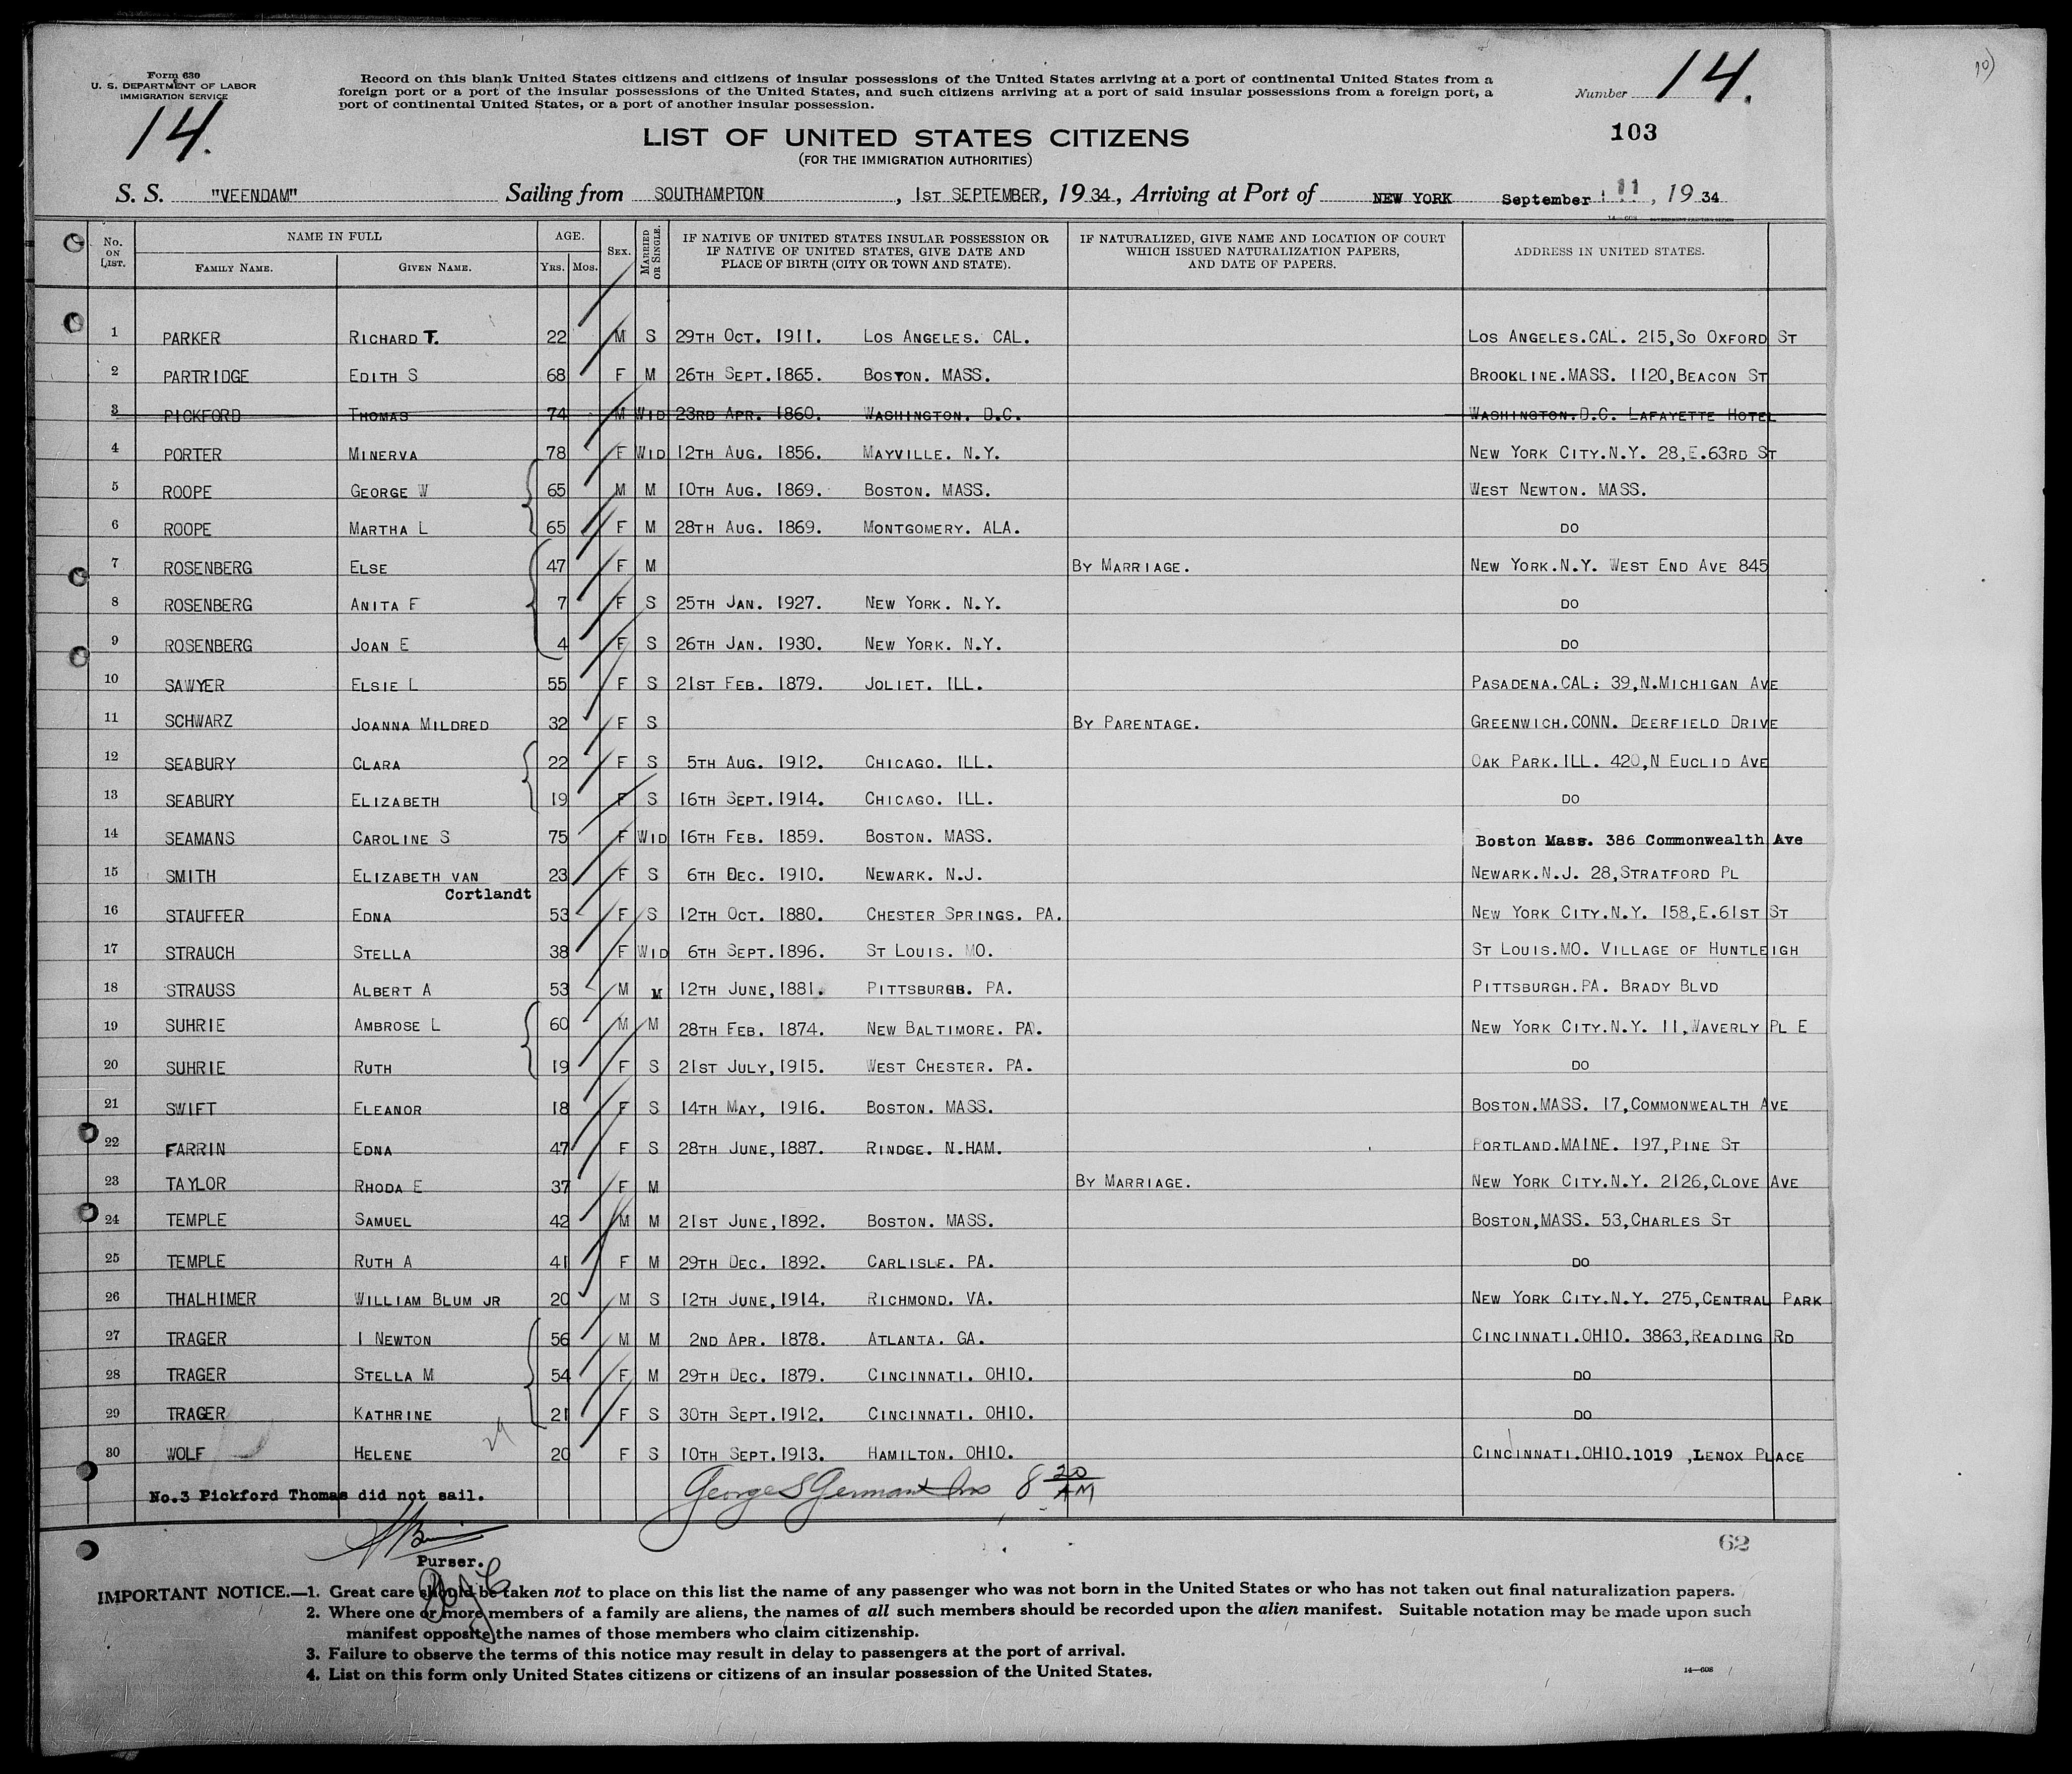 Form 630
U. S. DEPARTMENT OF LABOR
IMMIGRATION SERVICE
14.
Record on this blank United States citizens and citizens of insular possessions of the United States arriving at a port of continental United States from a
foreign port or a port of the insular possessions of the United States, and such citizens arriving at a port of said insular possessions from a foreign port, a
port of continental United States, or a port of another insular possession.
Number 14.
103
LIST OF UNITED STATES CITIZENS
(FOR THE IMMIGRATION AUTHORITIES)
S. S. "VEENDAM" Sailing from SOUTHAMPTON, 1ST SEPTEMBER, 1934, Arriving at Port of NEW YORK September 11, 1934
No. ON LIST. NAME IN FULL FAMILY NAME. GIVEN NAME. AGE. YRS. MOS. SEX. MARRIED OR SINGLE. IF NATIVE OF UNITED STATES INSULAR POSSESSION OR IF NATIVE OF UNITED STATES, GIVE DATE AND PLACE OF BIRTH (CITY OR TOWN AND STATE). IF NATURALIZED, GIVE NAME AND LOCATION OF COURT WHICH ISSUED NATURALIZATION PAPERS, AND DATE OF PAPERS. ADDRESS IN UNITED STATES.
1 PARKER RICHARD T. 22 M S 29TH OCT. 1911. LOS ANGELES. CAL. LOS ANGELES.CAL. 215,SO OXFORD ST
2 PARTRIDGE EDITH S 68 F M 26TH SEPT.1865. BOSTON. MASS. BROOKLINE.MASS. 1120,BEACON ST
3 PICKFORD THOMAS 74 M WID 23RD APR. 1860. WASHINGTON. D.C. WASHINGTON.D.C. LAFAYETTE HOTEL
4 PORTER MINERVA 78 F WID 12TH AUG. 1856. MAYVILLE. N.Y. NEW YORK CITY.N.Y. 28,E.63RD ST
5 ROOPE GEORGE W 65 M M 10TH AUG. 1869. BOSTON. MASS. WEST NEWTON. MASS.
6 ROOPE MARTHA L 65 F M 28TH AUG. 1869. MONTGOMERY. ALA. DO
7 ROSENBERG ELSE 47 F M BY MARRIAGE. NEW YORK.N.Y. WEST END AVE 845
8 ROSENBERG ANITA F 7 F S 25TH JAN. 1927. NEW YORK. N.Y. DO
9 ROSENBERG JOAN E 4 F S 26TH JAN. 1930. NEW YORK. N.Y. DO
10 SAWYER ELSIE L 55 F S 21ST FEB. 1879. JOLIET. ILL. PASADENA.CAL: 39,N.MICHIGAN AVE
11 SCHWARZ JOANNA MILDRED 32 F S BY PARENTAGE. GREENWICH.CONN. DEERFIELD DRIVE
12 SEABURY CLARA 22 F S 5TH AUG. 1912. CHICAGO. ILL. OAK PARK.ILL. 420,N EUCLID AVE
13 SEABURY ELIZABETH 19 F S 16TH SEPT.1914. CHICAGO. ILL. DO
14 SEAMANS CAROLINE S 75 F WID 16TH FEB. 1859. BOSTON. MASS. Boston Mass. 386 Commonwealth Ave
15 SMITH ELIZABETH VAN Cortlandt 23 F S 6TH DEC. 1910. NEWARK. N.J. NEWARK.N.J. 28,STRATFORD PL
16 STAUFFER EDNA 53 F S 12TH OCT. 1880. CHESTER SPRINGS. PA. NEW YORK CITY.N.Y. 158,E.61ST ST
17 STRAUCH STELLA 38 F WID 6TH SEPT.1896. ST LOUIS. MO. ST LOUIS.MO. VILLAGE OF HUNTLEIGH
18 STRAUSS ALBERT A 53 M M 12TH JUNE,1881. PITTSBURGH. PA. PITTSBURGH.PA. BRADY BLVD
19 SUHRIE AMBROSE L 60 M M 28TH FEB. 1874. NEW BALTIMORE. PA. NEW YORK CITY.N.Y. 11,WAVERLY PL E
20 SUHRIE RUTH 19 F S 21ST JULY,1915. WEST CHESTER. PA. DO
21 SWIFT ELEANOR 18 F S 14TH MAY, 1916. BOSTON. MASS. BOSTON.MASS. 17,COMMONWEALTH AVE
22 FARRIN EDNA 47 F S 28TH JUNE,1887. RINDGE. N.HAM. PORTLAND.MAINE. 197,PINE ST
23 TAYLOR RHODA E 37 F M BY MARRIAGE. NEW YORK CITY.N.Y. 2126,CLOVE AVE
24 TEMPLE SAMUEL 42 M M 21ST JUNE,1892. BOSTON. MASS. BOSTON,MASS. 53,CHARLES ST
25 TEMPLE RUTH A 41 F M 29TH DEC. 1892. CARLISLE. PA. DO
26 THALHIMER WILLIAM BLUM JR 20 M S 12TH JUNE,1914. RICHMOND. VA. NEW YORK CITY.N.Y. 275,CENTRAL PARK
27 TRAGER I NEWTON 56 M M 2ND APR. 1878. ATLANTA. GA. CINCINNATI.OHIO. 3863,READING RD
28 TRAGER STELLA M 54 F M 29TH DEC. 1879. CINCINNATI. OHIO. DO
29 TRAGER KATHRINE 21 F S 30TH SEPT.1912. CINCINNATI. OHIO. DO
30 WOLF HELENE 20 F S 10TH SEPT.1913. HAMILTON. OHIO. CINCINNATI.OHIO.1019 ,LENOX PLACE
29
No.3 Pickford Thomas did not sail.
George S 8 20 AM
Purser.
62
IMPORTANT NOTICE.—1. Great care should be taken not to place on this list the name of any passenger who was not born in the United States or who has not taken out final naturalization papers.
2. Where one or more members of a family are aliens, the names of all such members should be recorded upon the alien manifest. Suitable notation may be made upon such
manifest opposite the names of those members who claim citizenship.
3. Failure to observe the terms of this notice may result in delay to passengers at the port of arrival.
4. List on this form only United States citizens or citizens of an insular possession of the United States.
14—608